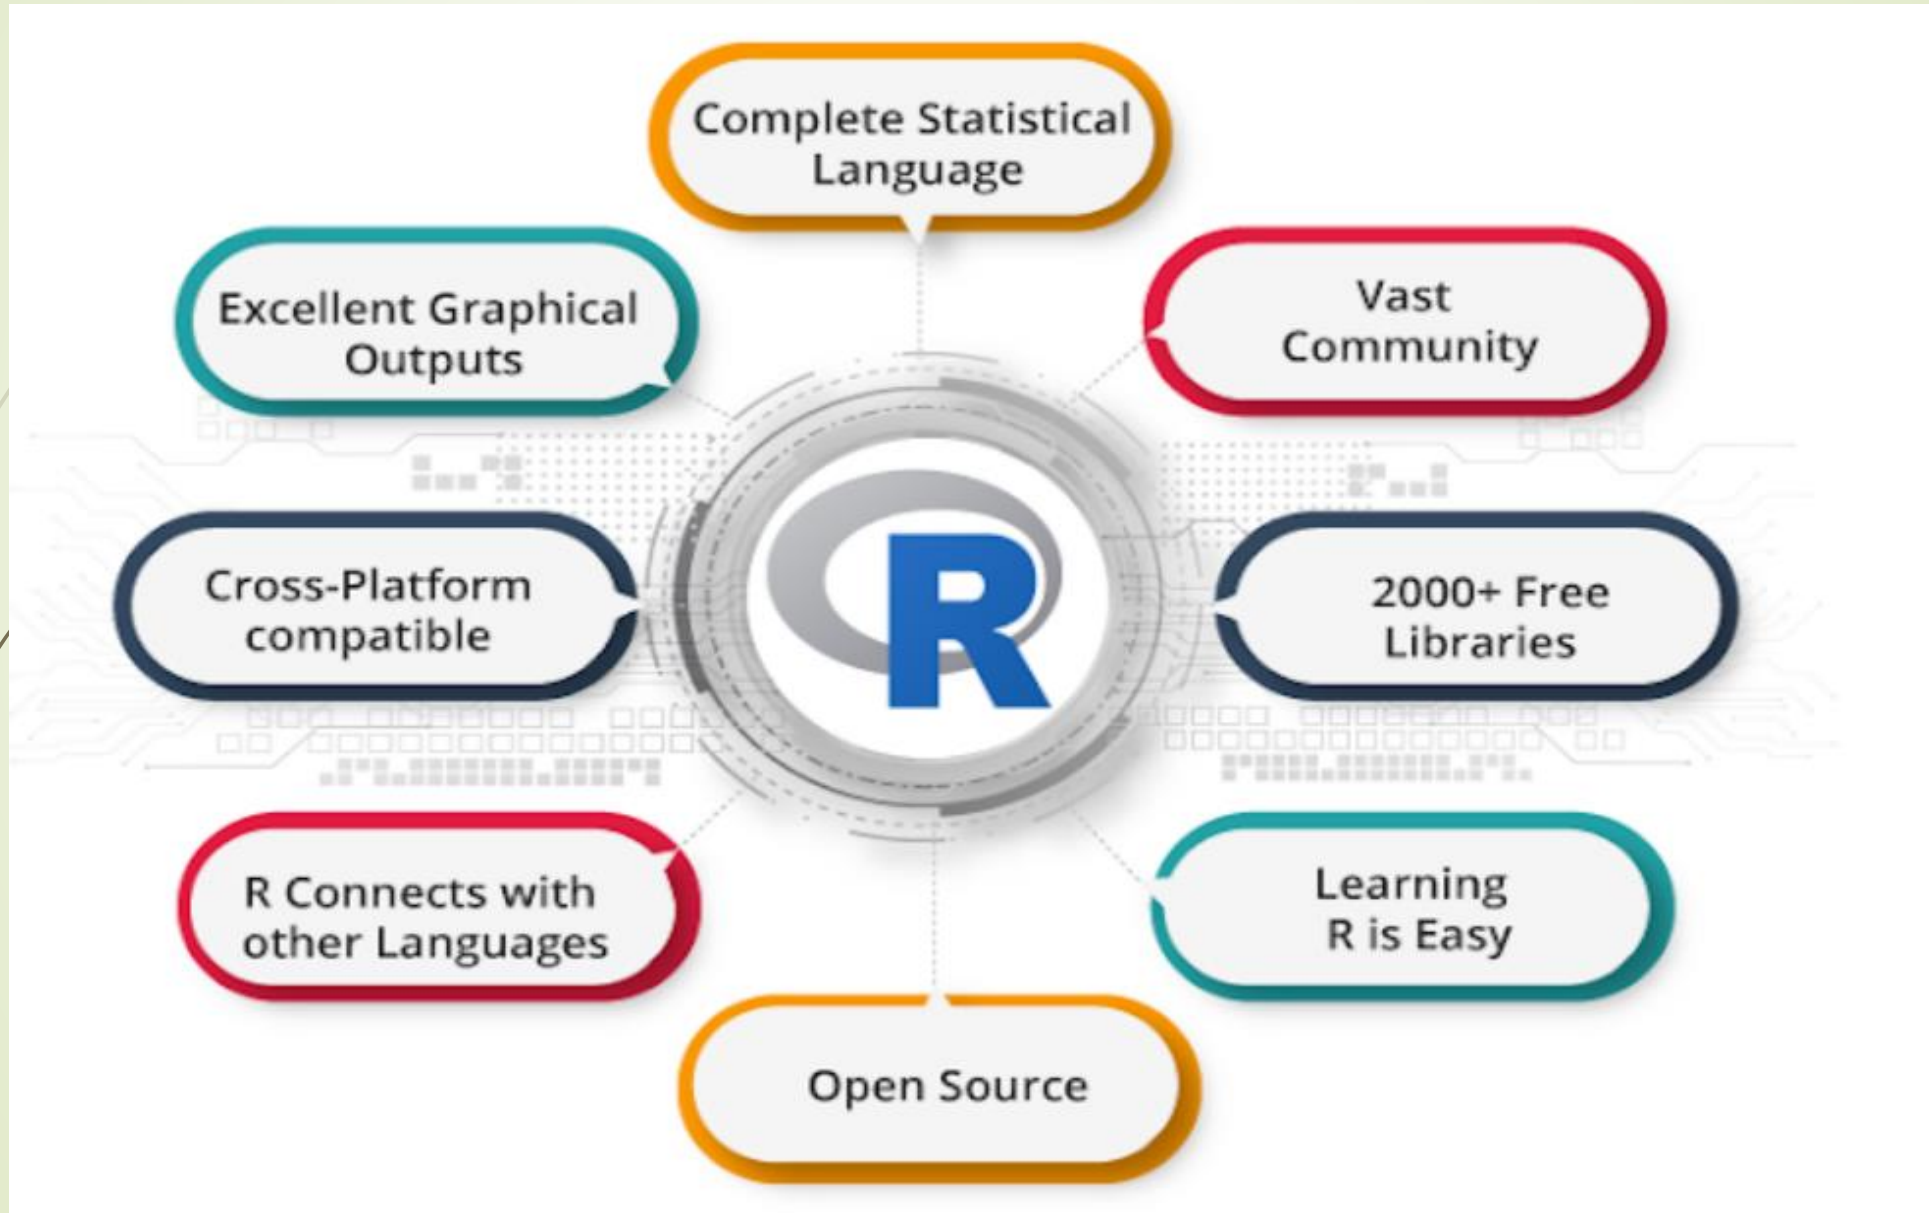 Complete Statistical
Language
Excellent Graphical
Outputs
Vast
Community
Cross-Platform
compatible
R
2000+ Free
Libraries
R Connects with
other Languages
Learning
R is Easy
Open Source